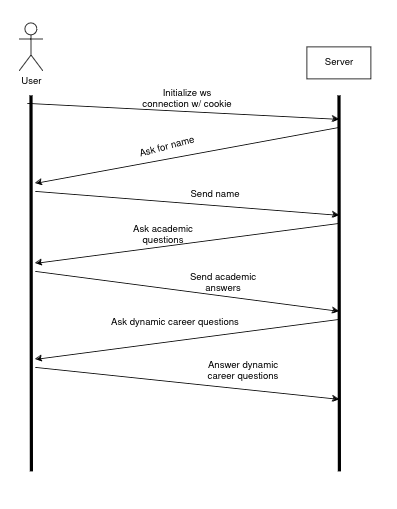 User
Server
Initialize ws
connection w/ cookie
Ask for name
Send name
Ask academic
questions
Send academic
answers
Ask dynamic career questions
Answer dynamic
career questions